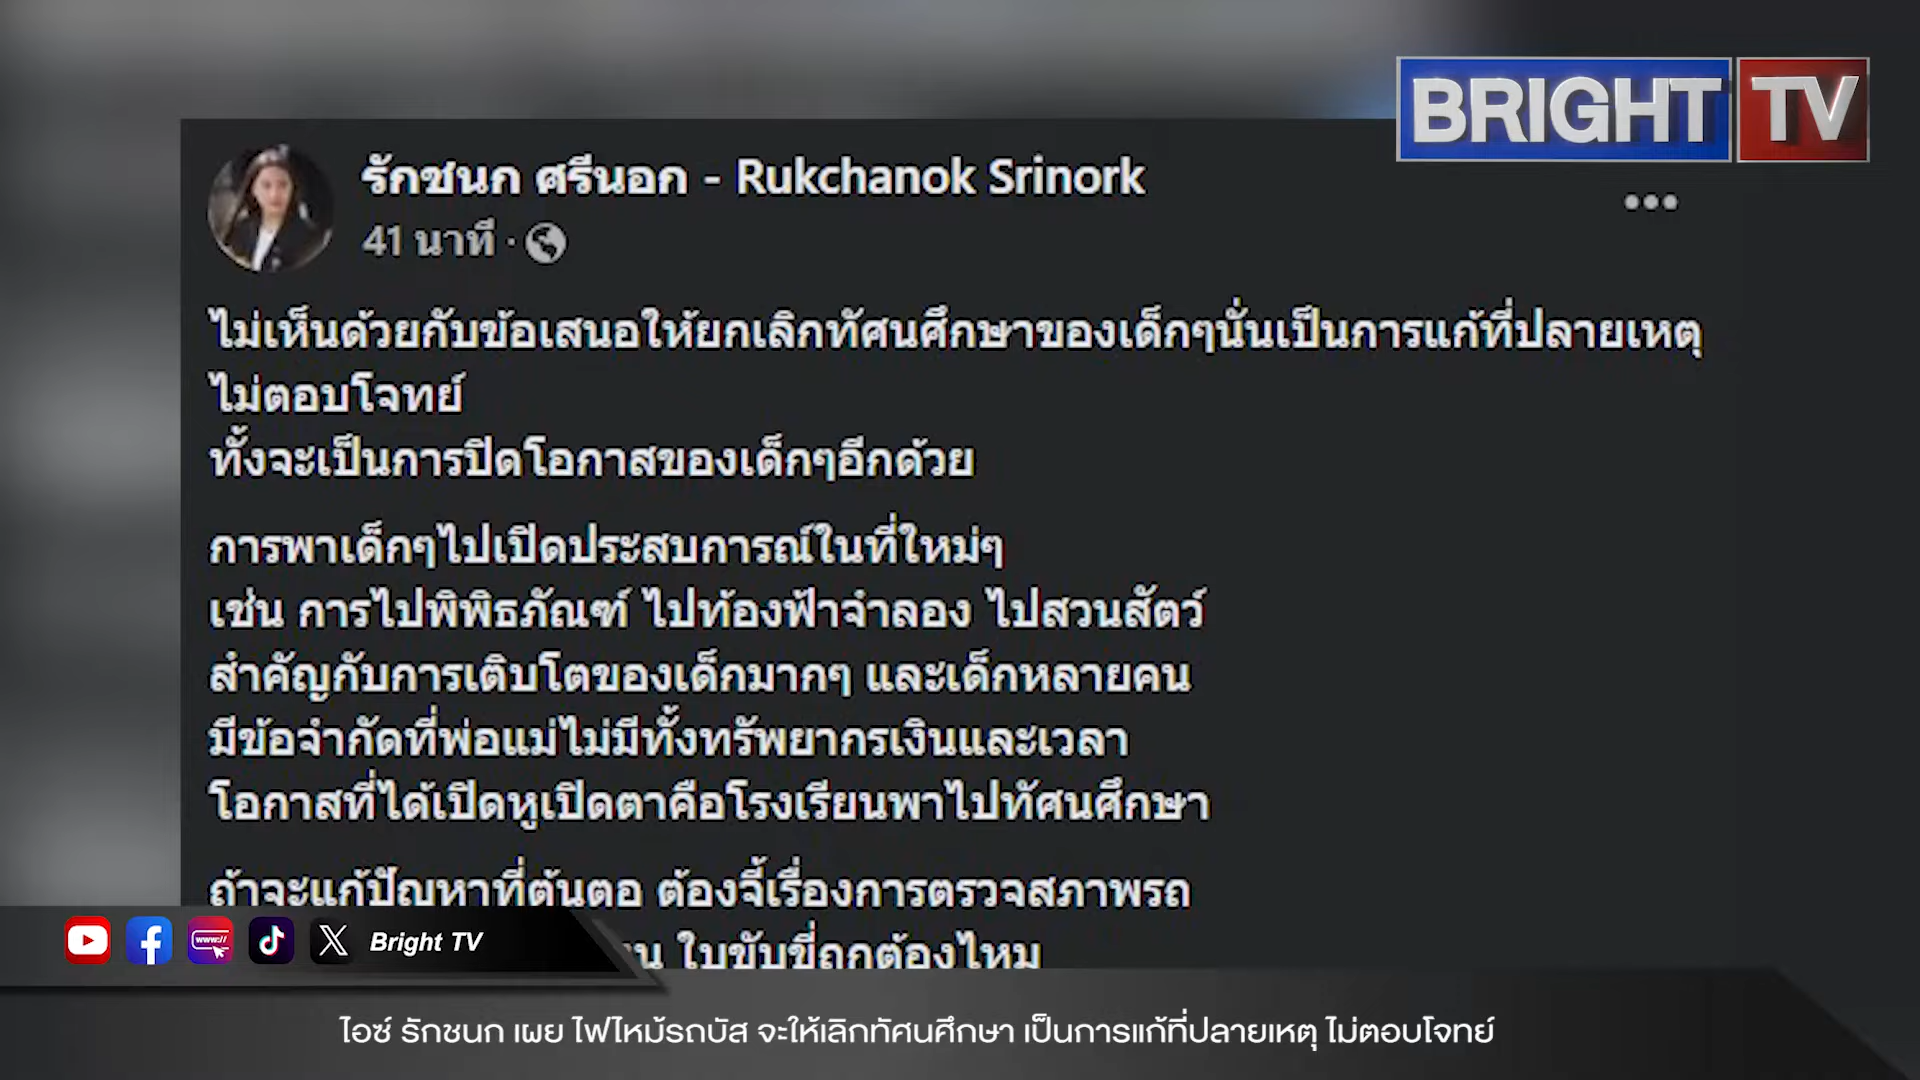 BRIGHT TV
รักชนก ศรีนอก - Rukchanok Srinork
41 นาที ·
ไม่เห็นด้วยกับข้อเสนอให้ยกเลิกทัศนศึกษาของเด็กๆนั่นเป็นการแก้ที่ปลายเหตุ
ไม่ตอบโจทย์
ทั้งจะเป็นการปิดโอกาสของเด็กๆอีกด้วย
การพาเด็กๆไปเปิดประสบการณ์ในที่ใหม่ๆ
เช่น การไปพิพิธภัณฑ์ ไปท้องฟ้าจำลอง ไปสวนสัตว์
สำคัญกับการเติบโตของเด็กมากๆ และเด็กหลายคน
มีข้อจำกัดที่พ่อแม่ไม่มีทั้งทรัพยากรเงินและเวลา
โอกาสที่ได้เปิดหูเปิดตาคือโรงเรียนพาไปทัศนศึกษา
ถ้าจะแก้ปัญหาที่ต้นตอ ต้องจี้เรื่องการตรวจสภาพรถ
ใบขับขี่ถูกต้องไหม
www://
Bright TV
ไอซ์ รักชนก เผย ไฟไหม้รถบัส จะให้เลิกทัศนศึกษา เป็นการแก้ที่ปลายเหตุ ไม่ตอบโจทย์